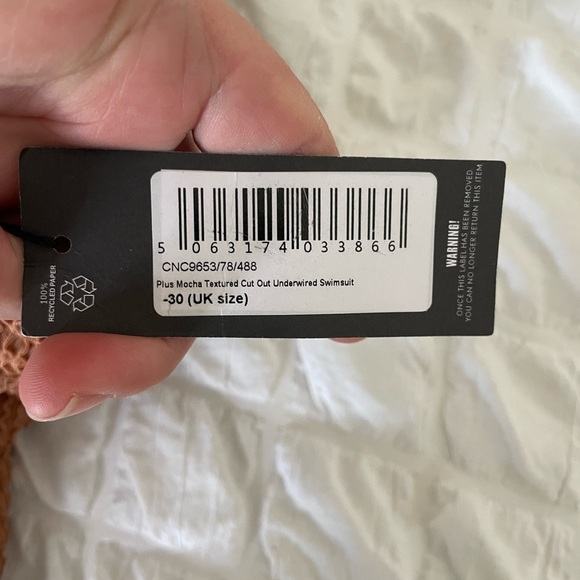 100%
RECYCLED PAPER
5 063174 033866
CNC9653/78/488
Plus Mocha Textured Cut Out Underwired Swimsuit
-30 (UK size)
WARNING!
ONCE THIS LABEL HAS BEEN REMOVED
YOU CAN NO LONGER RETURN THIS ITEM